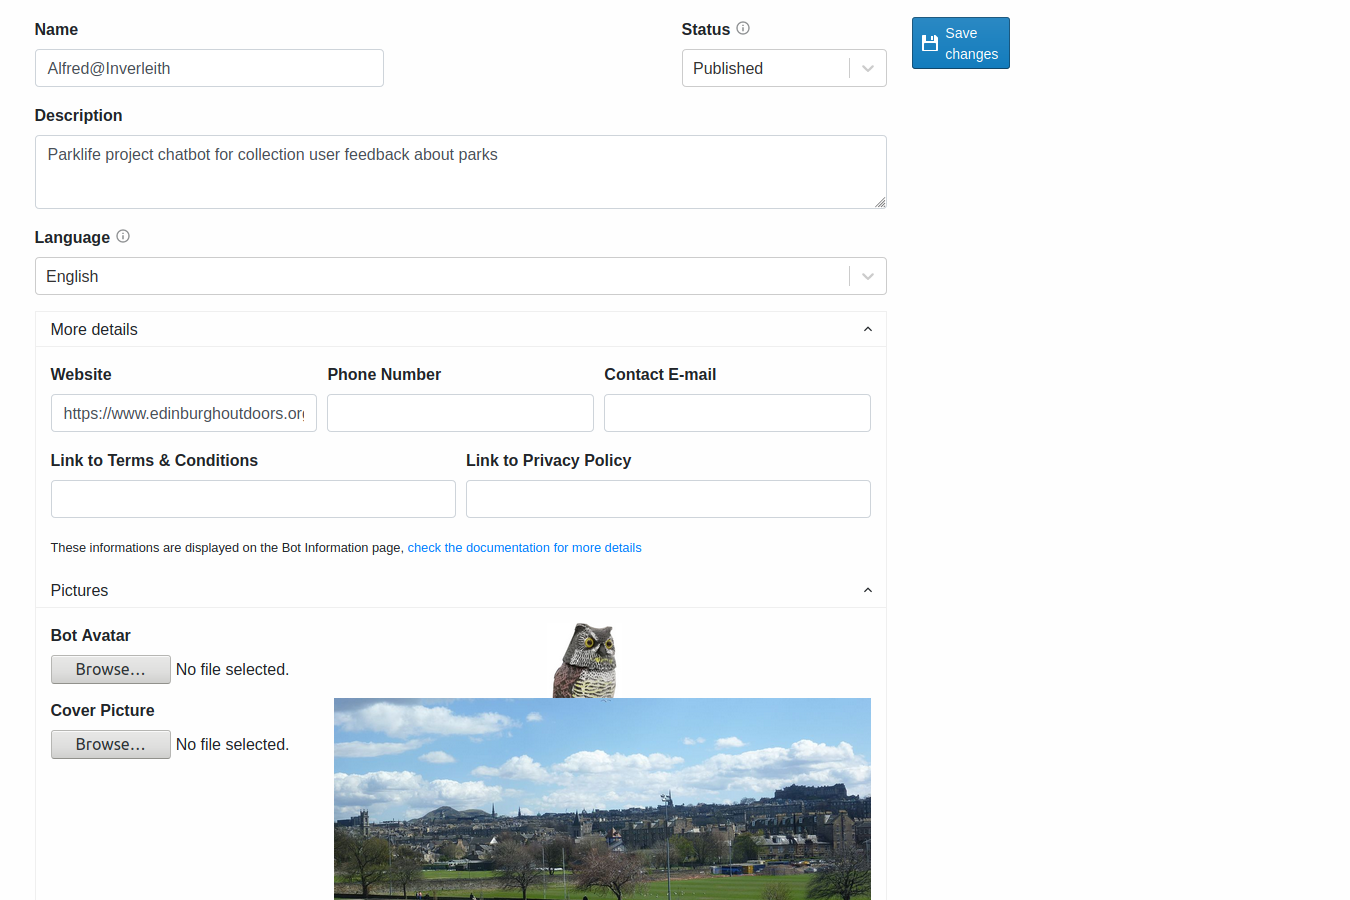 Name
Status
Save
changes
Alfred@Inverleith
Published
Description
Parklife project chatbot for collection user feedback about parks
Language
English
More details
Website
Phone Number
Contact E-mail
https://www.edinburghoutdoors.org
Link to Terms & Conditions
Link to Privacy Policy
These informations are displayed on the Bot Information page, check the documentation for more details
Pictures
Bot Avatar
Browse...
No file selected.
Cover Picture
Browse...
No file selected.